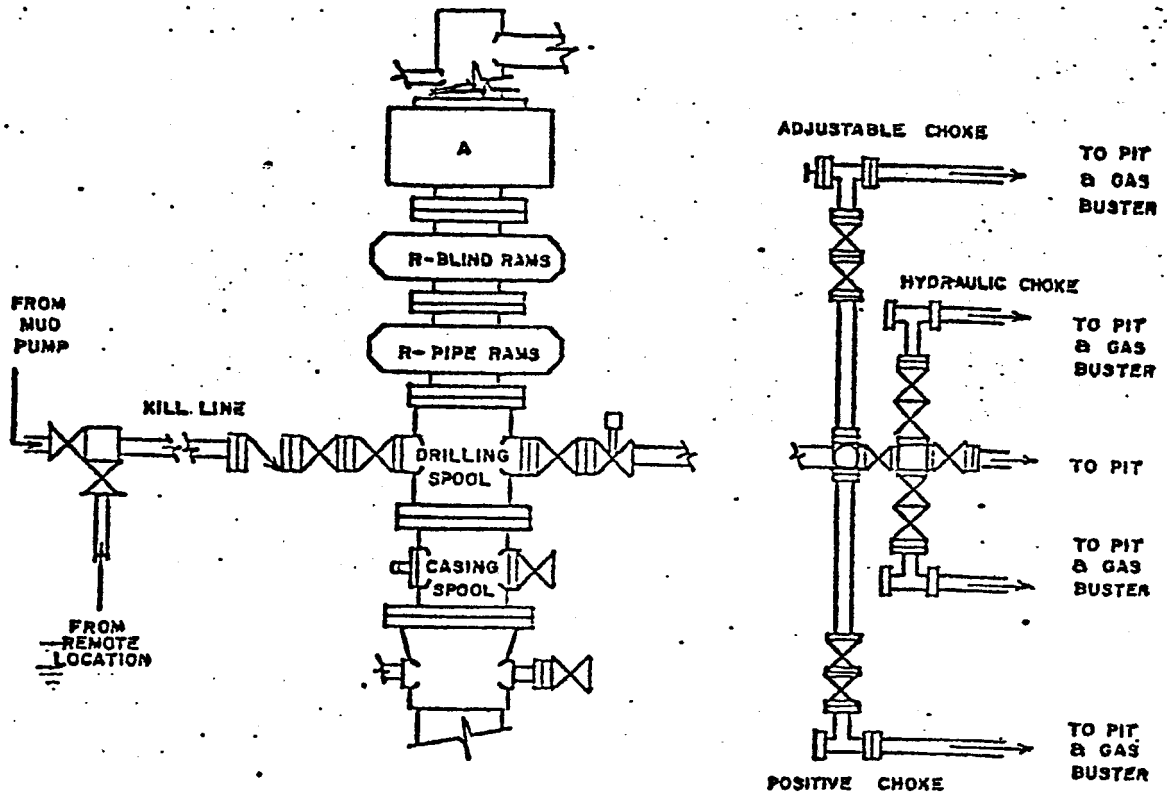 A
R-BLIND RAMS
R-PIPE RAMS
FROM
MUD
PUMP
KILL LINE
DRILLING
SPOOL
CASING
SPOOL
FROM
REMOTE
LOCATION
ADJUSTABLE CHOKE
TO PIT
& GAS
BUSTER
HYDRAULIC CHOKE
TO PIT
& GAS
BUSTER
TO PIT
TO PIT
& GAS
BUSTER
TO PIT
& GAS
BUSTER
POSITIVE CHOKE